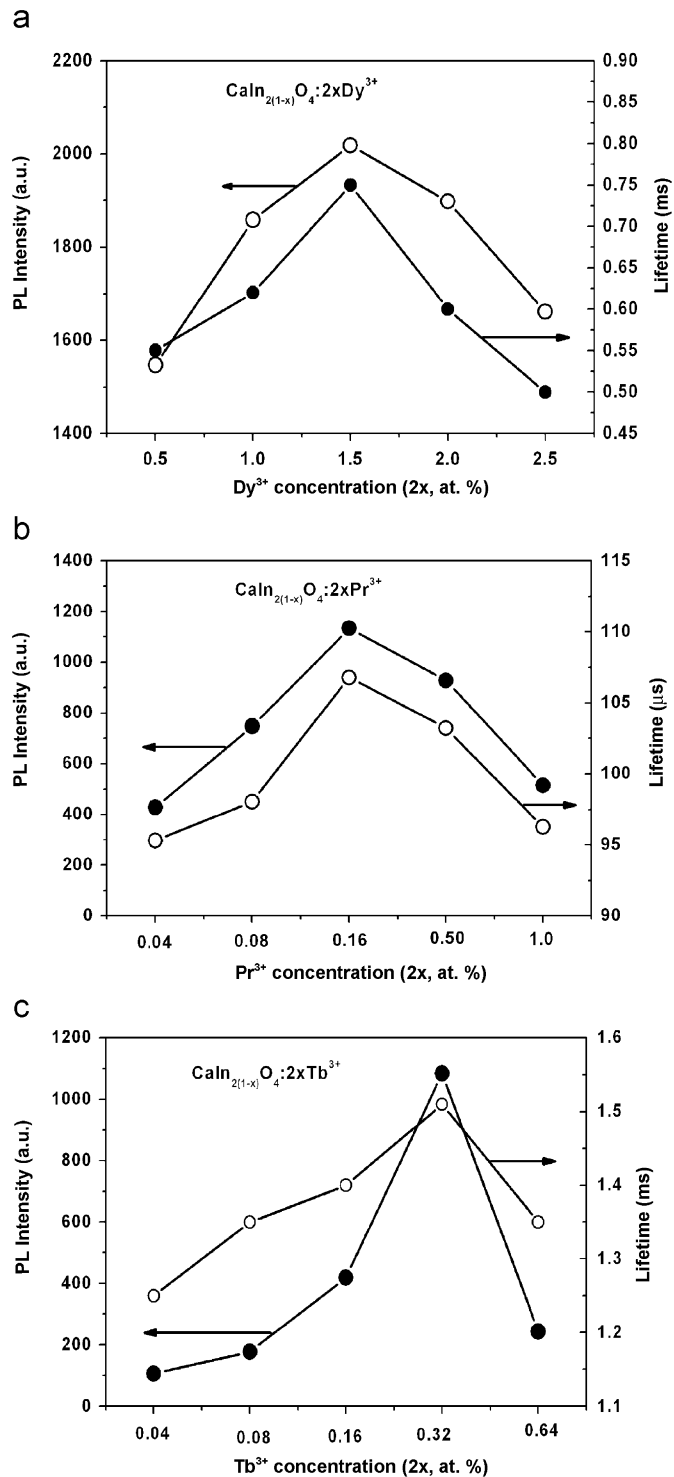 a
CaIn₂₍₁₋ₓ₎O₄:2xDy³⁺
PL Intensity (a.u.)
2200
2000
1800
1600
1400
0.90
0.85
0.80
0.75
0.70
0.65
0.60
0.55
0.50
0.45
Lifetime (ms)
0.5 1.0 1.5 2.0 2.5
Dy³⁺ concentration (2x, at. %)
b
CaIn₂₍₁₋ₓ₎O₄:2xPr³⁺
PL Intensity (a.u.)
1400
1200
1000
800
600
400
200
0
115
110
105
100
95
90
Lifetime (μs)
0.04 0.08 0.16 0.50 1.0
Pr³⁺ concentration (2x, at. %)
c
CaIn₂₍₁₋ₓ₎O₄:2xTb³⁺
PL Intensity (a.u.)
1200
1000
800
600
400
200
0
1.6
1.5
1.4
1.3
1.2
1.1
Lifetime (ms)
0.04 0.08 0.16 0.32 0.64
Tb³⁺ concentration (2x, at. %)